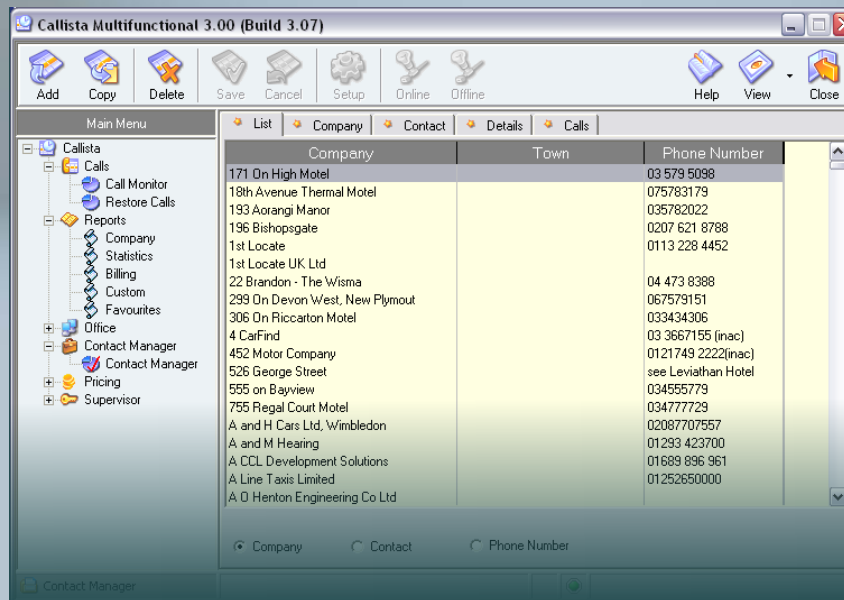 Callista Multifunctional 3.00 (Build 3.07)
Add Copy Delete Save Cancel Setup Online Offline Help View Close
Main Menu
Callista
Calls
Call Monitor
Restore Calls
Reports
Company
Statistics
Billing
Custom
Favourites
Office
Contact Manager
Contact Manager
Pricing
Supervisor
List Company Contact Details Calls
Company Town Phone Number
171 On High Motel 03 579 5098
18th Avenue Thermal Motel 075783179
193 Aorangi Manor 035782022
196 Bishopsgate 0207 621 8788
1st Locate 0113 228 4452
1st Locate UK Ltd
22 Brandon - The Wisma 04 473 8388
299 On Devon West, New Plymout 067579151
306 On Riccarton Motel 033434306
4 CarFind 03 3667155 (inac)
452 Motor Company 0121749 2222(inac)
526 George Street see Leviathan Hotel
555 on Bayview 034555779
755 Regal Court Motel 034777729
A and H Cars Ltd, Wimbledon 02087707557
A and M Hearing 01293 423700
A CCL Development Solutions 01689 896 961
A Line Taxis Limited 01252650000
A O Henton Engineering Co Ltd
Company Contact Phone Number
Contact Manager